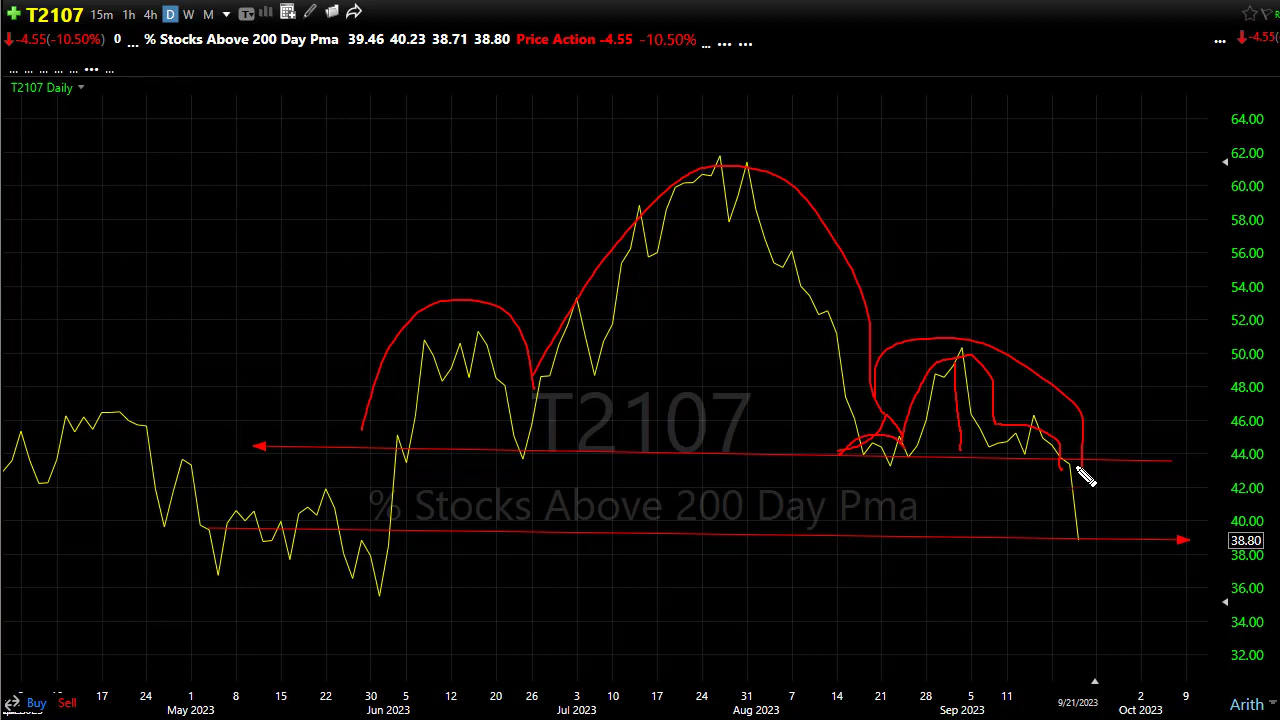 T2107 15m 1h 4h D W M
-4.55(-10.50%) 0 ... % Stocks Above 200 Day Pma 39.46 40.23 38.71 38.80 Price Action -4.55 -10.50% ... ... ... ... -4.55(
... ... ... ... ... ... ...
T2107 Daily
64.00
62.00
60.00
58.00
56.00
54.00
52.00
50.00
48.00
46.00
44.00
42.00
40.00
38.80
38.00
36.00
34.00
32.00
T2107
% Stocks Above 200 Day Pma
17 24 1 8 15 22 30 5 12 20 26 3 10 17 24 31 7 14 21 28 5 11 2 9
Buy Sell
May 2023 Jun 2023 Jul 2023 Aug 2023 Sep 2023 9/21/2023 Oct 2023
Arith